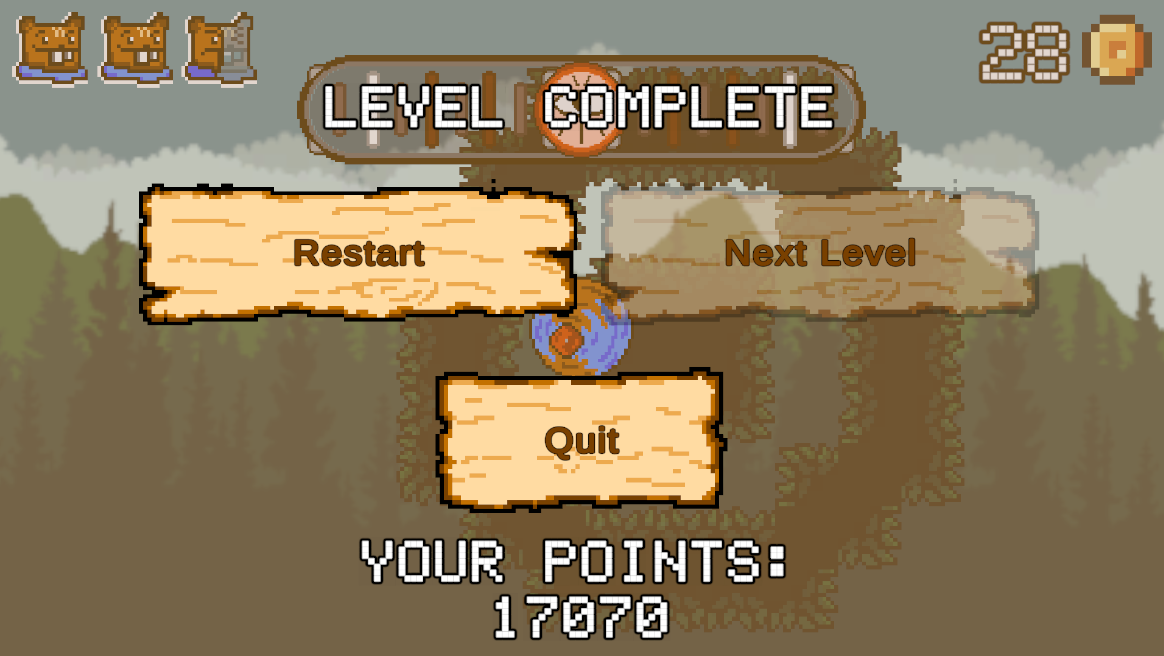 28
LEVEL COMPLETE
Restart
Next Level
Quit
YOUR POINTS:
17070